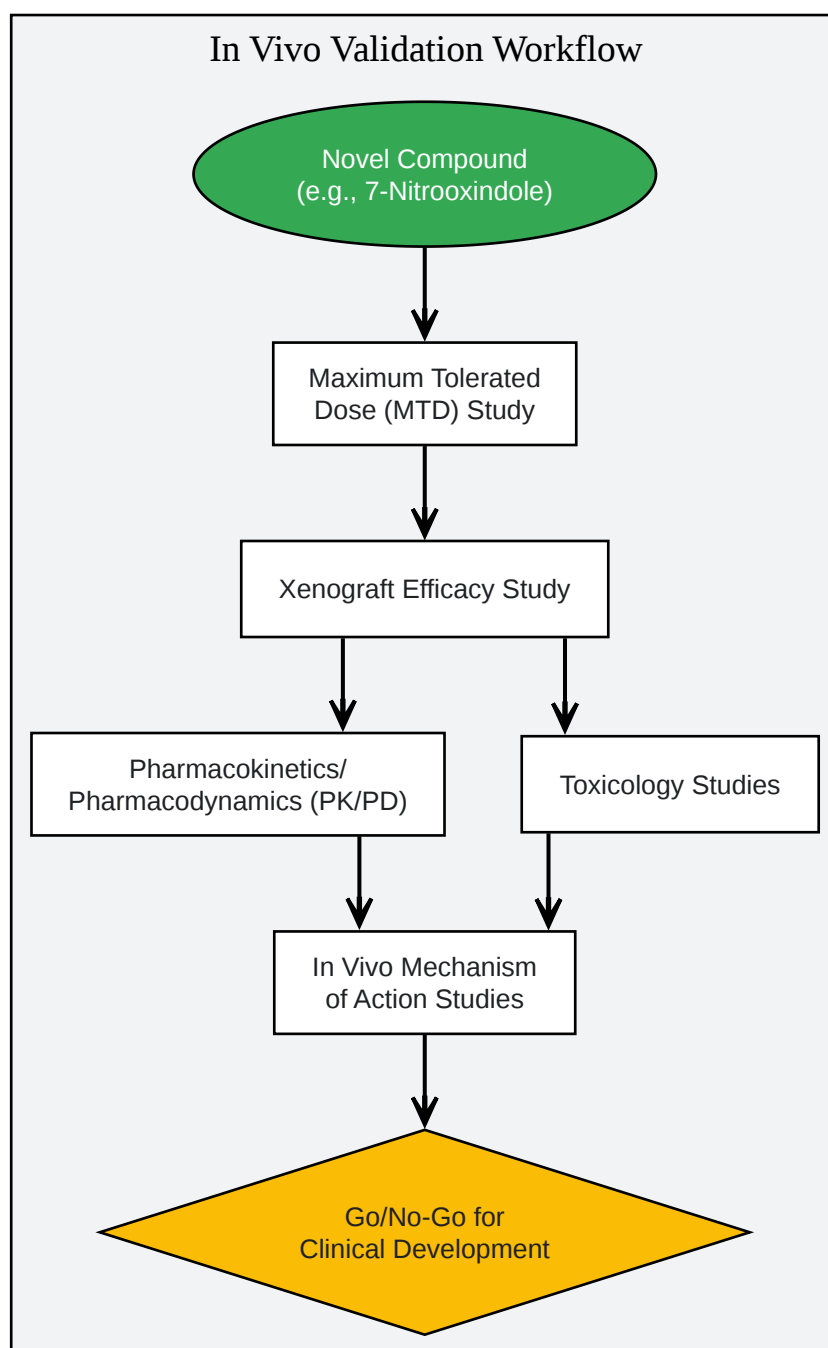 In Vivo Validation Workflow
Novel Compound
(e.g., 7-Nitrooxindole)
Maximum Tolerated
Dose (MTD) Study
Xenograft Efficacy Study
Pharmacokinetics/
Pharmacodynamics (PK/PD)
Toxicology Studies
In Vivo Mechanism
of Action Studies
Go/No-Go for
Clinical Development